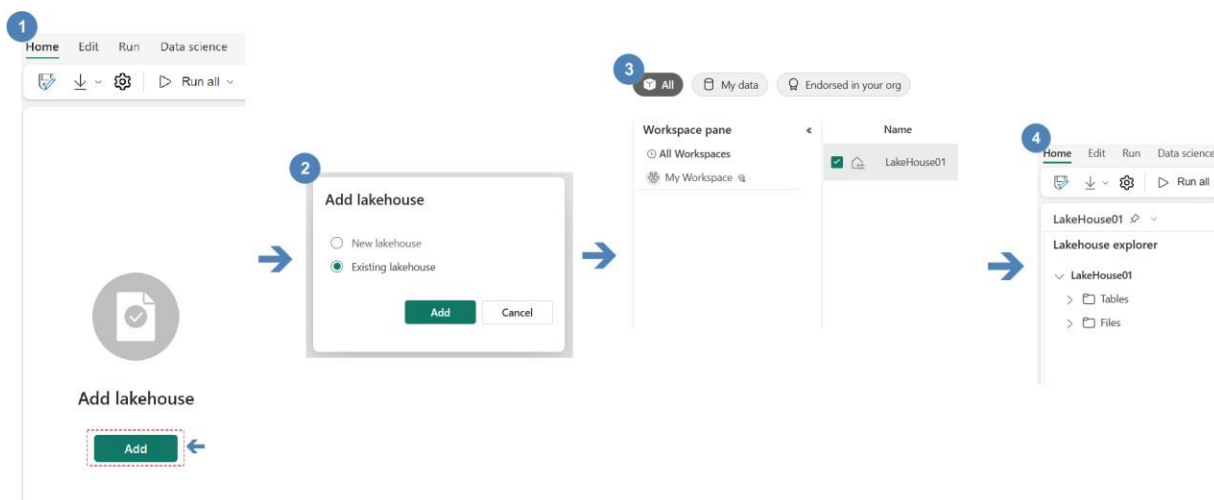 1
Home Edit Run Data science
Run all
Add lakehouse
Add
2
Add lakehouse
New lakehouse
Existing lakehouse
Add Cancel
3
All My data Endorsed in your org
Workspace pane
All Workspaces
My Workspace
Name
LakeHouse01
4
Home Edit Run Data science
Run all
LakeHouse01
Lakehouse explorer
LakeHouse01
Tables
Files